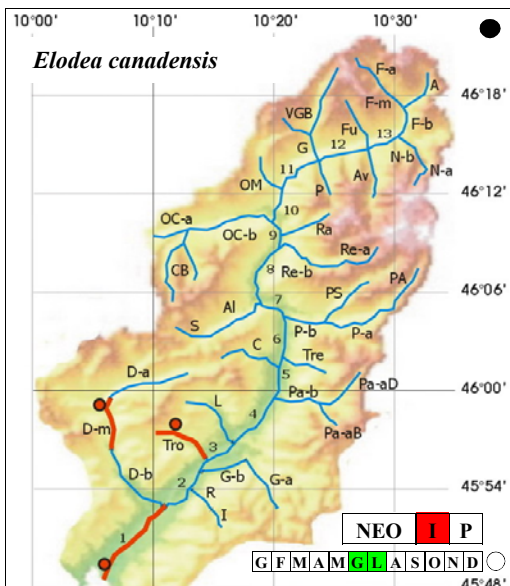 10°00' 10°10' 10°20' 10°30'
Elodea canadensis
F-a
A
46°18'
F-m
VGB
F-b
Fu
13
12
G
N-b
11
N-a
Av
OM
P
46°12'
10
OC-a
Ra
OC-b
9
Re-a
CB
8
Re-b
PA
PS
46°06'
7
Al
S
P-b
P-a
6
C
Tre
D-a
5
46°00'
Pa-b
Pa-aD
L
4
D-m
Pa-aB
Tro
3
45°54'
D-b
G-b
G-a
2
R
I
1
NEO I P
G F M A M G L A S O N D
45°48'